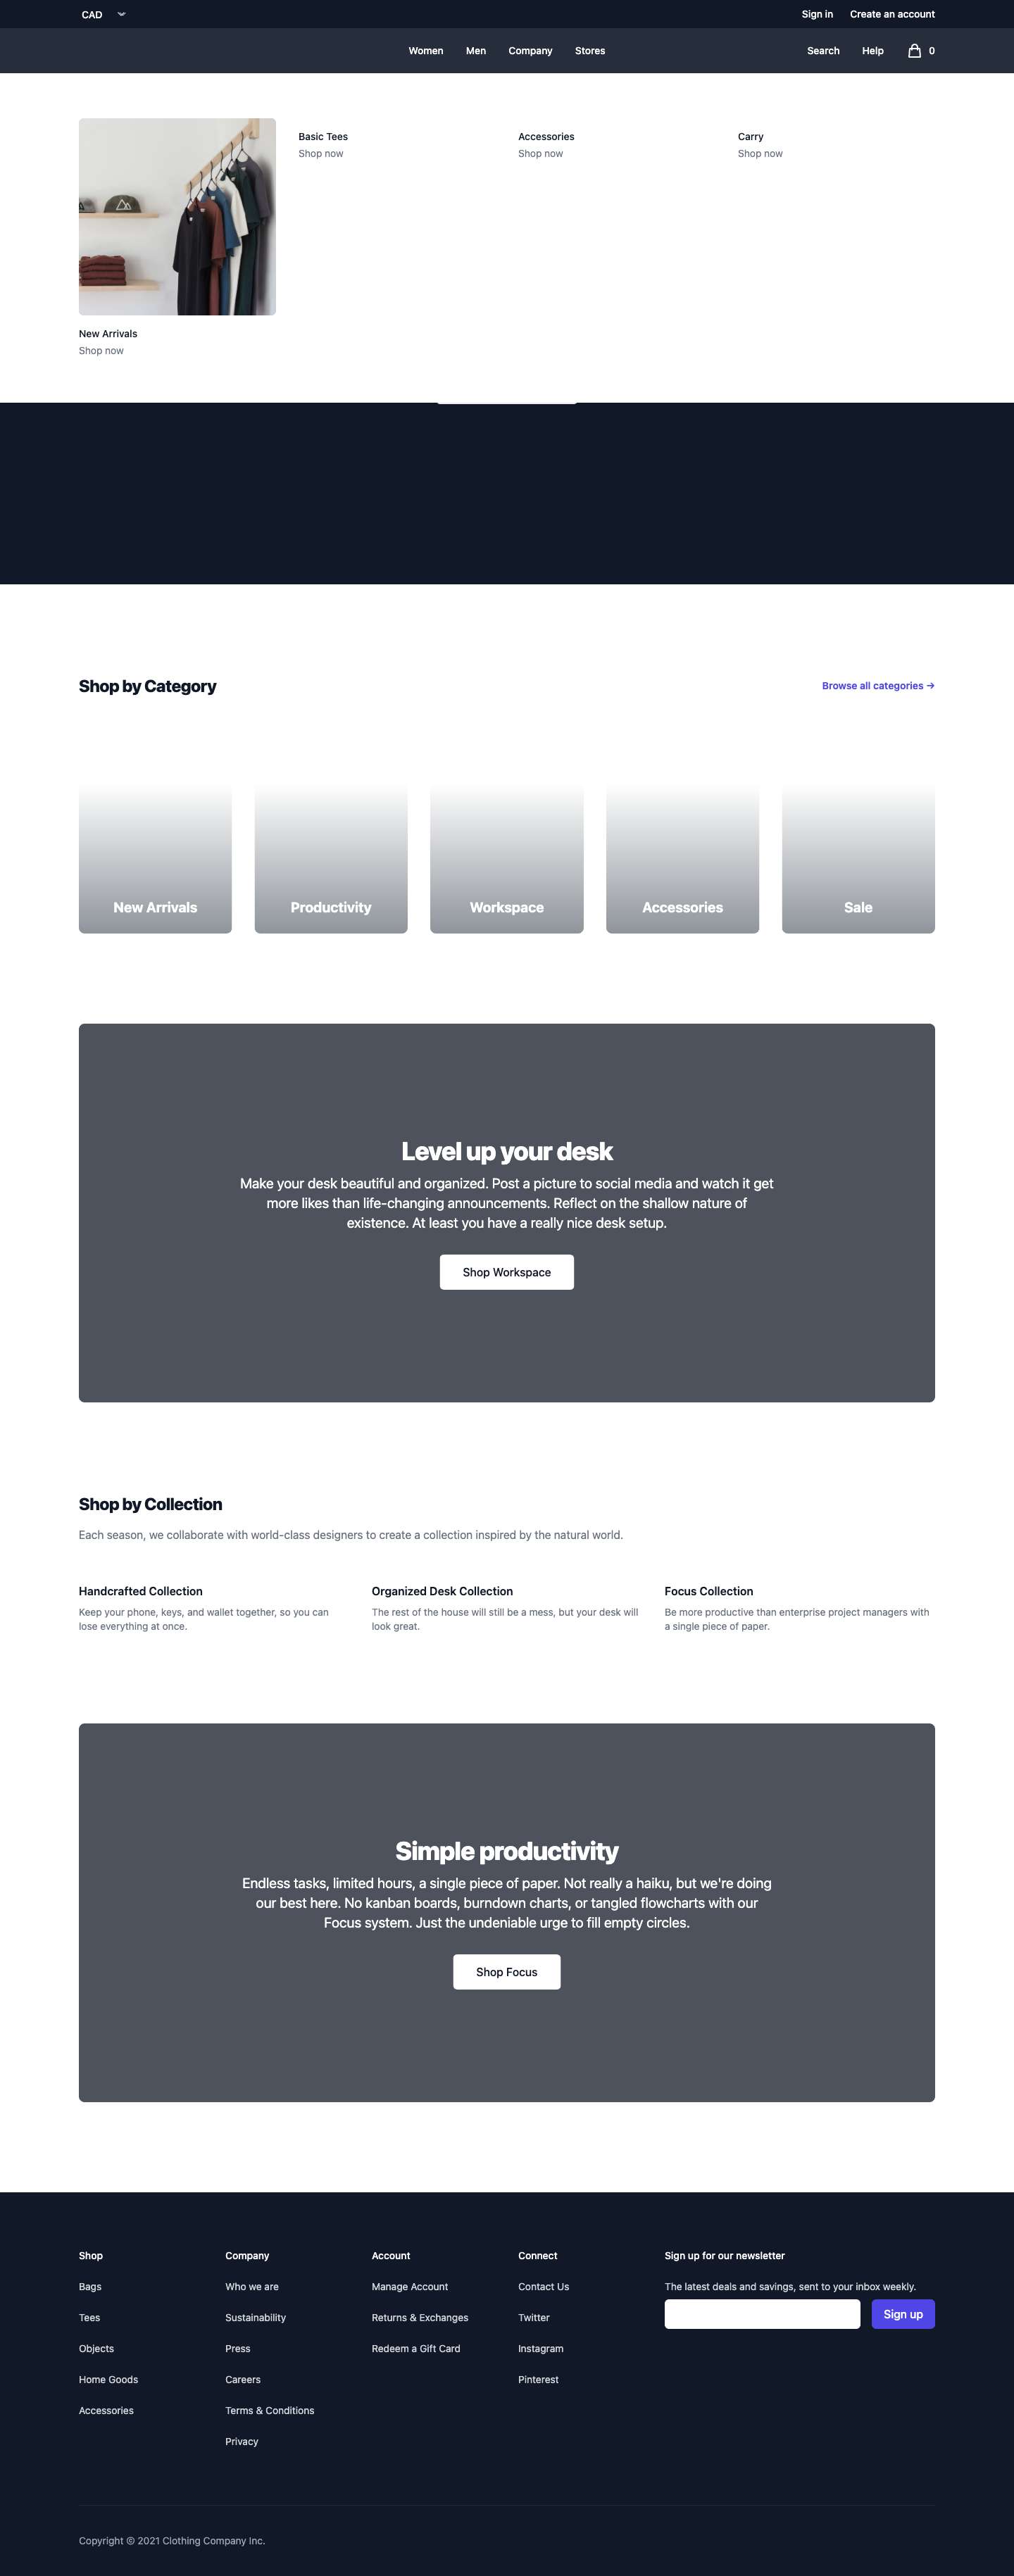 CAD
Sign in
Create an account
Women
Men
Company
Stores
Search
Help
0
New Arrivals
Shop now
Basic Tees
Shop now
Accessories
Shop now
Carry
Shop now
Shop by Category
Browse all categories →
New Arrivals
Productivity
Workspace
Accessories
Sale
Level up your desk
Make your desk beautiful and organized. Post a picture to social media and watch it get
more likes than life-changing announcements. Reflect on the shallow nature of
existence. At least you have a really nice desk setup.
Shop Workspace
Shop by Collection
Each season, we collaborate with world-class designers to create a collection inspired by the natural world.
Handcrafted Collection
Keep your phone, keys, and wallet together, so you can
lose everything at once.
Organized Desk Collection
The rest of the house will still be a mess, but your desk will
look great.
Focus Collection
Be more productive than enterprise project managers with
a single piece of paper.
Simple productivity
Endless tasks, limited hours, a single piece of paper. Not really a haiku, but we're doing
our best here. No kanban boards, burndown charts, or tangled flowcharts with our
Focus system. Just the undeniable urge to fill empty circles.
Shop Focus
Shop
Bags
Tees
Objects
Home Goods
Accessories
Company
Who we are
Sustainability
Press
Careers
Terms & Conditions
Privacy
Account
Manage Account
Returns & Exchanges
Redeem a Gift Card
Connect
Contact Us
Twitter
Instagram
Pinterest
Sign up for our newsletter
The latest deals and savings, sent to your inbox weekly.
Sign up
Copyright © 2021 Clothing Company Inc.